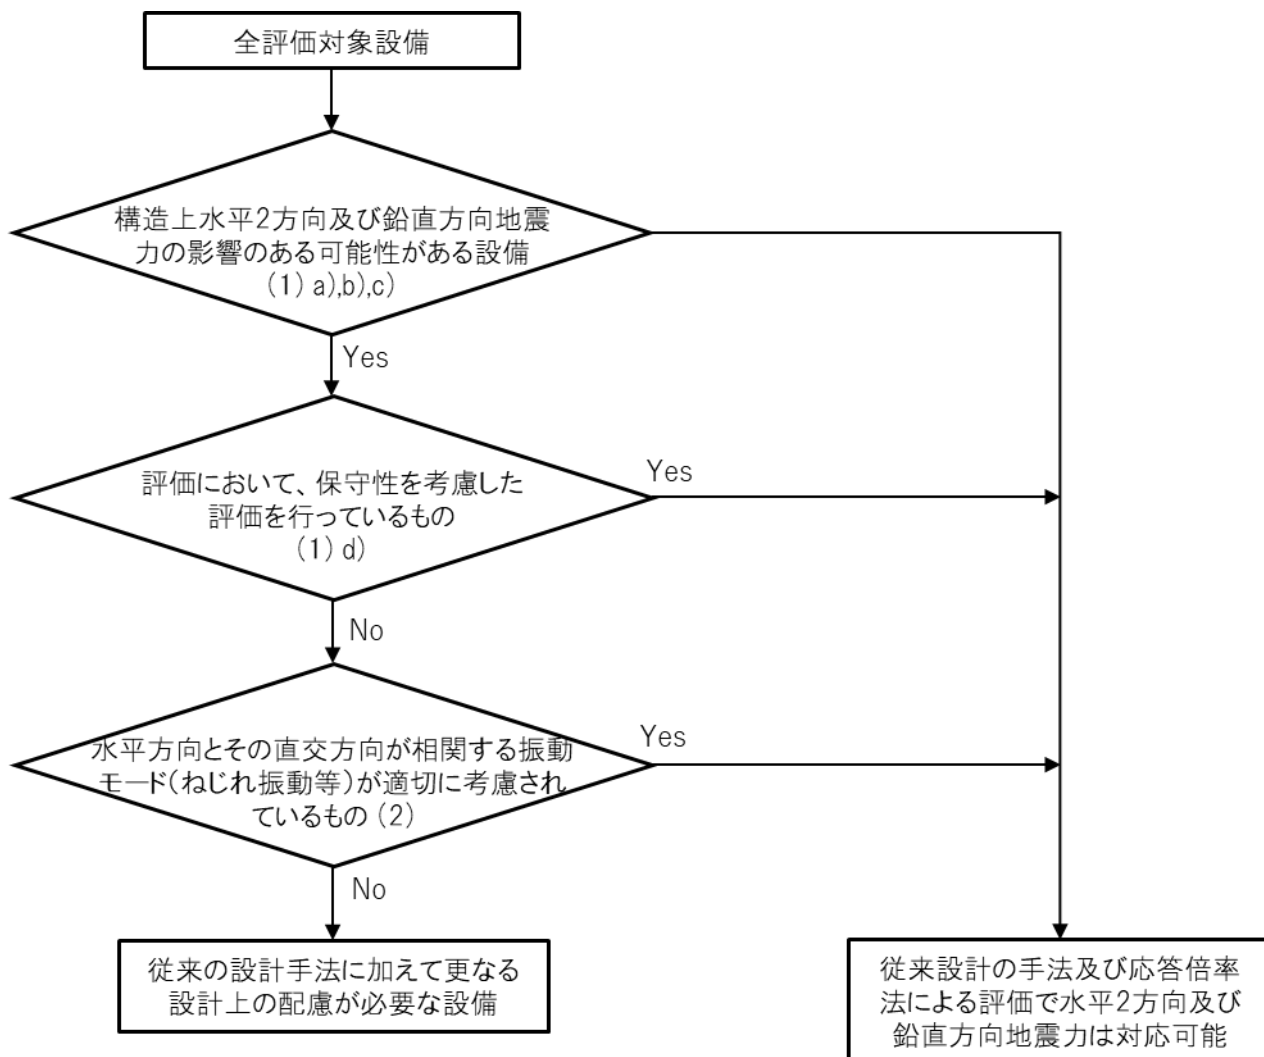 全評価対象設備
構造上水平2方向及び鉛直方向地震
力の影響のある可能性がある設備
(1) a),b),c)
Yes
評価において、保守性を考慮した
評価を行っているもの
(1) d)
Yes
No
水平方向とその直交方向が相関する振動
モード(ねじれ振動等)が適切に考慮され
ているもの (2)
Yes
No
従来の設計手法に加えて更なる
設計上の配慮が必要な設備
従来設計の手法及び応答倍率
法による評価で水平2方向及び
鉛直方向地震力は対応可能